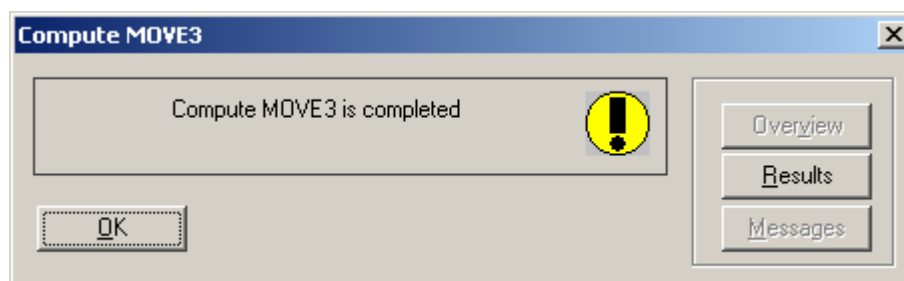 Compute MOVE3
Compute MOVE3 is completed
Overview
Results
OK
Messages